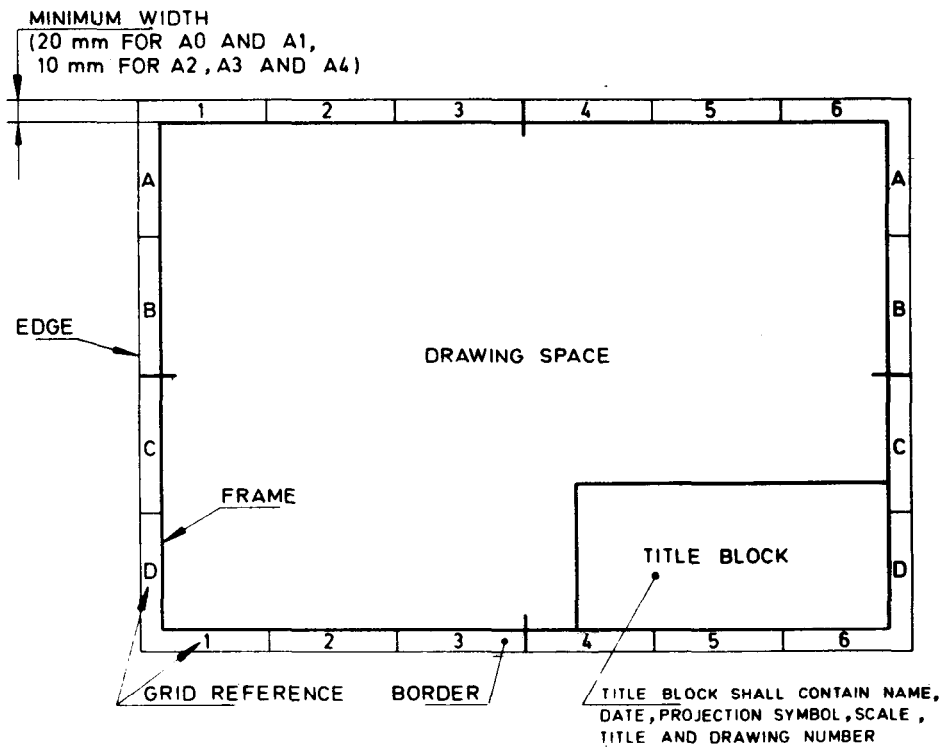 MINIMUM WIDTH
(20 mm FOR A0 AND A1,
10 mm FOR A2, A3 AND A4)
1 2 3 4 5 6
A A
B B
EDGE
DRAWING SPACE
C C
FRAME
TITLE BLOCK
D D
1 2 3 4 5 6
GRID REFERENCE BORDER
TITLE BLOCK SHALL CONTAIN NAME,
DATE, PROJECTION SYMBOL, SCALE,
TITLE AND DRAWING NUMBER